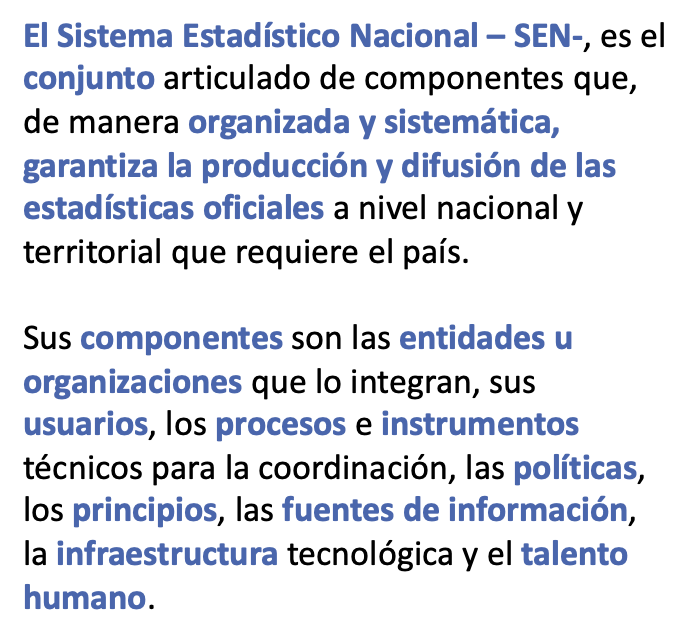 El Sistema Estadístico Nacional – SEN-, es el
conjunto articulado de componentes que,
de manera organizada y sistemática,
garantiza la producción y difusión de las
estadísticas oficiales a nivel nacional y
territorial que requiere el país.
Sus componentes son las entidades u
organizaciones que lo integran, sus
usuarios, los procesos e instrumentos
técnicos para la coordinación, las políticas,
los principios, las fuentes de información,
la infraestructura tecnológica y el talento
humano.